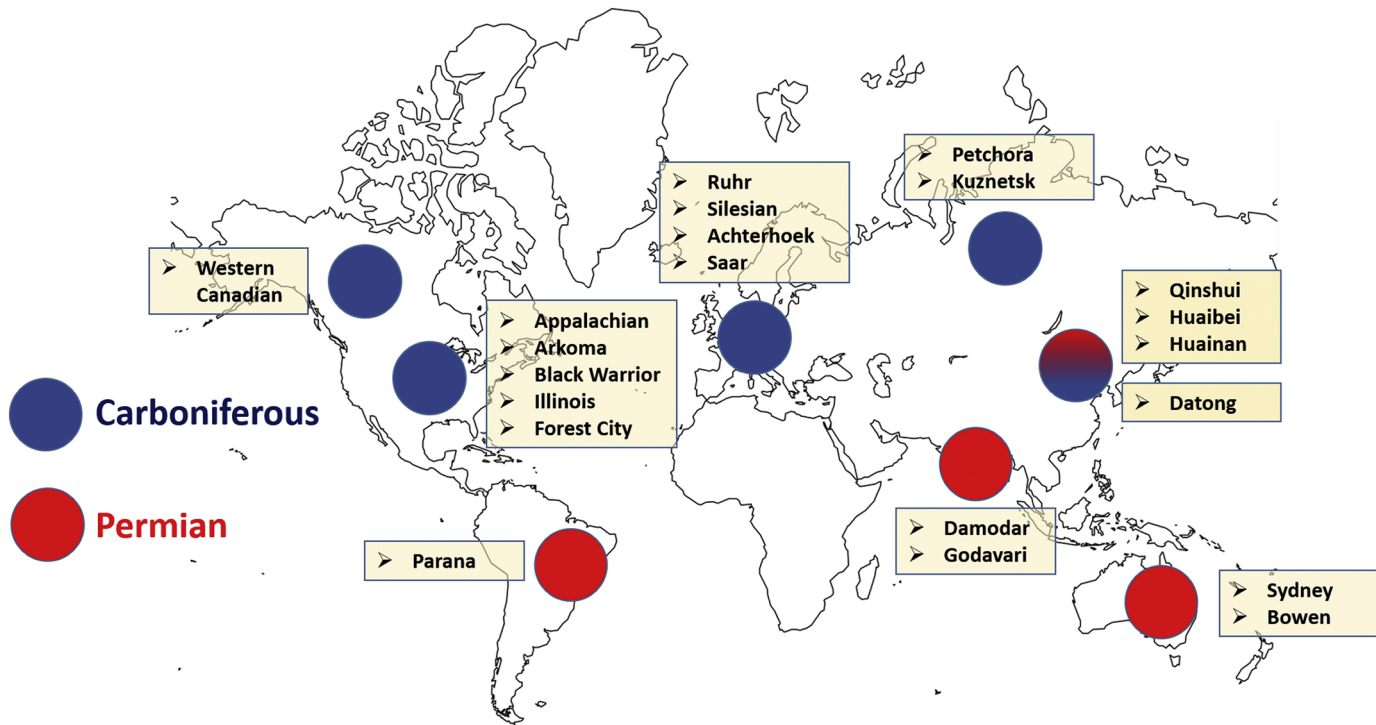 Petchora
Kuznetsk
Ruhr
Silesian
Achterhoek
Saar
Western
Canadian
Qinshui
Huaibei
Huainan
Appalachian
Arkoma
Black Warrior
Illinois
Forest City
Datong
Carboniferous
Permian
Damodar
Godavari
Parana
Sydney
Bowen